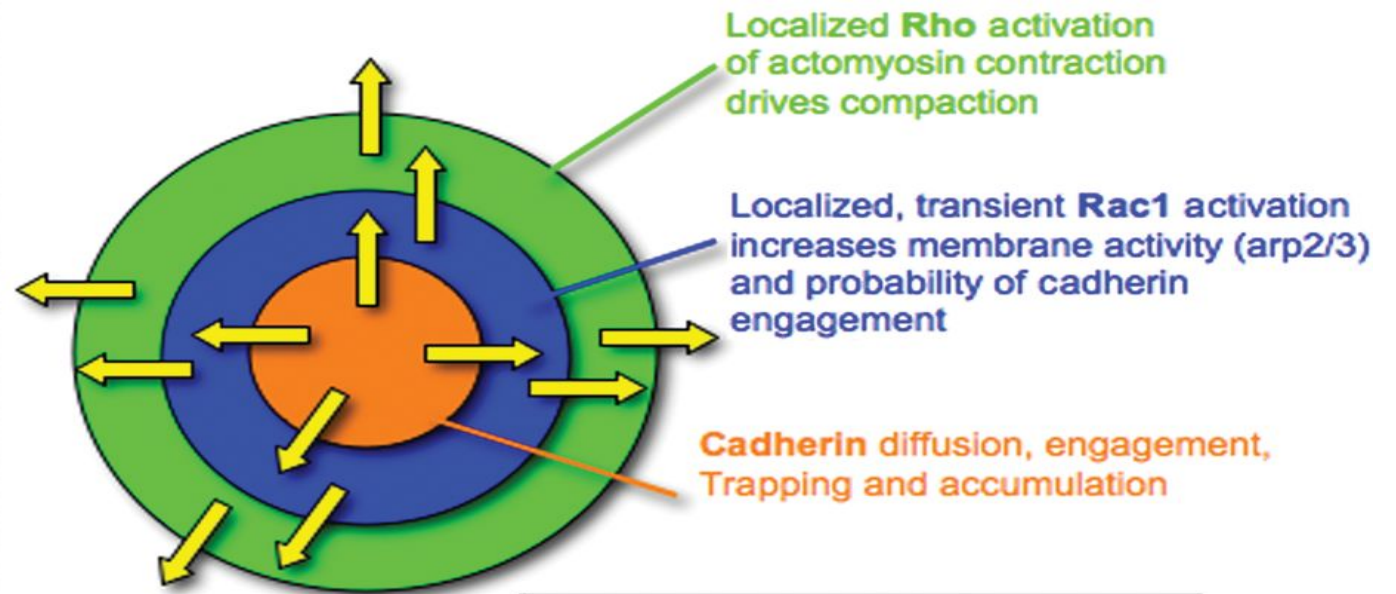 Localized Rho activation
of actomyosin contraction
drives compaction
Localized, transient Rac1 activation
increases membrane activity (arp2/3)
and probability of cadherin
engagement
Cadherin diffusion, engagement,
Trapping and accumulation